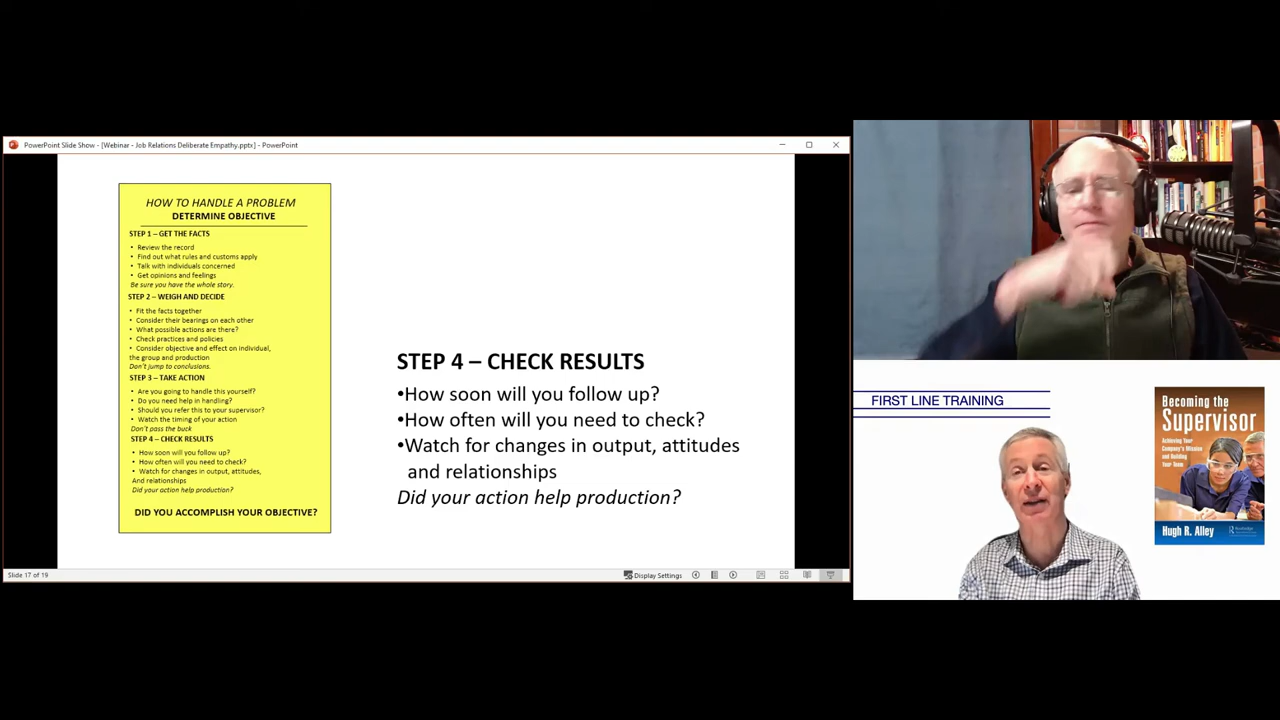 PowerPoint Slide Show - [Webinar - Job Relations Deliberate Empathy.pptx] - PowerPoint
HOW TO HANDLE A PROBLEM
DETERMINE OBJECTIVE
STEP 1 – GET THE FACTS
• Review the record
• Find out what rules and customs apply
• Talk with individuals concerned
• Get opinions and feelings
Be sure you have the whole story.
STEP 2 – WEIGH AND DECIDE
• Fit the facts together
• Consider their bearings on each other
• What possible actions are there?
• Check practices and policies
• Consider objective and effect on individual,
the group and production
Don't jump to conclusions.
STEP 3 – TAKE ACTION
• Are you going to handle this yourself?
• Do you need help in handling?
• Should you refer this to your supervisor?
• Watch the timing of your action
Don't pass the buck
STEP 4 – CHECK RESULTS
• How soon will you follow up?
• How often will you need to check?
• Watch for changes in output, attitudes,
And relationships
Did your action help production?
DID YOU ACCOMPLISH YOUR OBJECTIVE?
STEP 4 – CHECK RESULTS
•How soon will you follow up?
•How often will you need to check?
•Watch for changes in output, attitudes
and relationships
Did your action help production?
Slide 17 of 19
Display Settings
FIRST LINE TRAINING
Becoming the
Supervisor
Achieving Your
Company's Mission
and Building
Your Team
Hugh R. Alley
Routledge